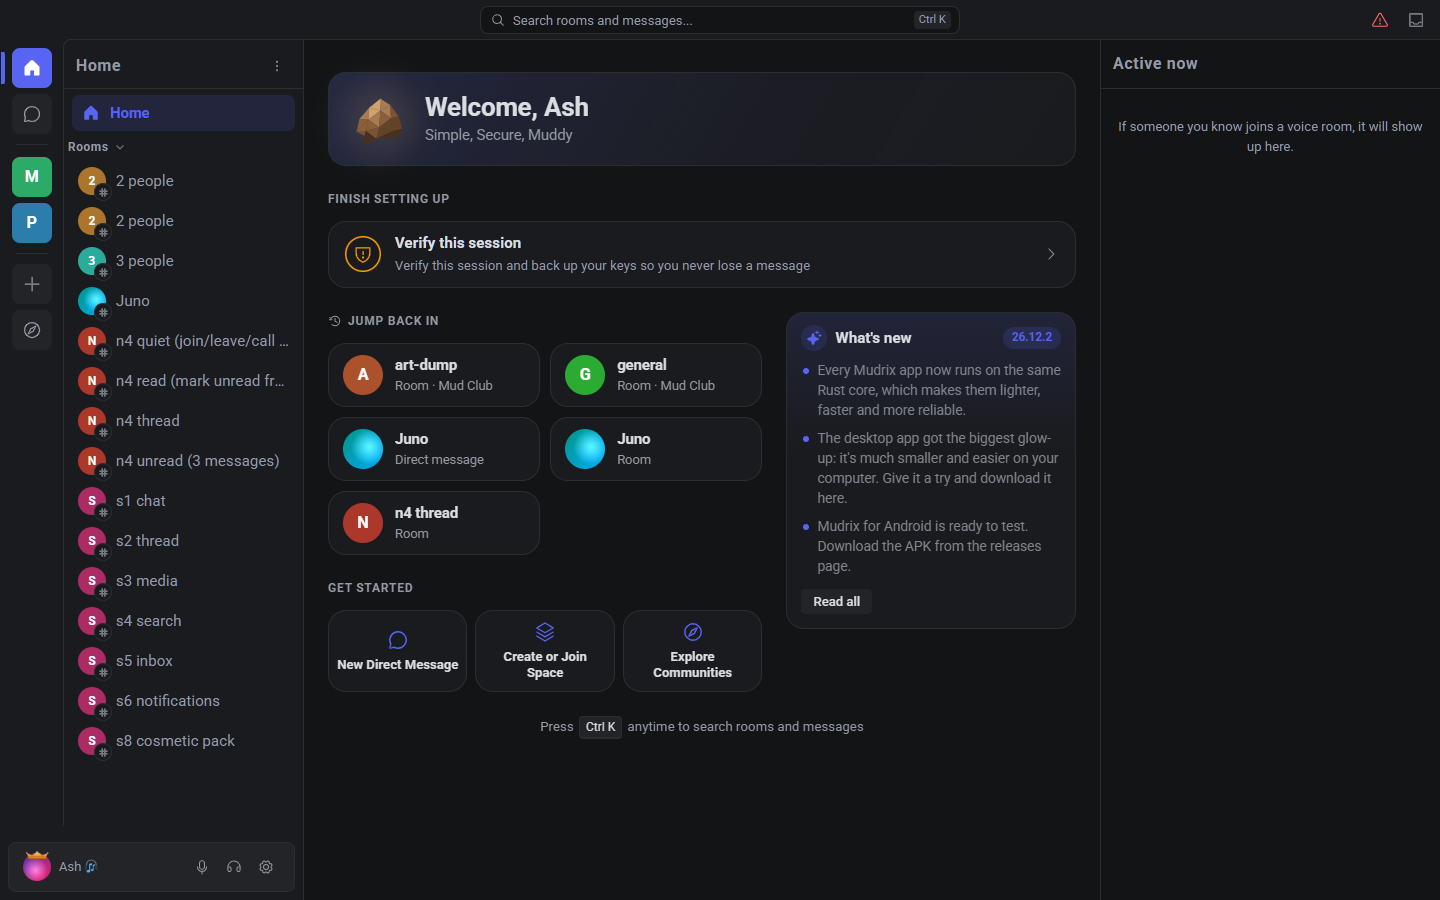 Search rooms and messages...
Ctrl K
Home
Home
Rooms
M
P
2 2 people
2 2 people
3 3 people
Juno
N n4 quiet (join/leave/call ...
N n4 read (mark unread fr...
N n4 thread
N n4 unread (3 messages)
S s1 chat
S s2 thread
S s3 media
S s4 search
S s5 inbox
S s6 notifications
S s8 cosmetic pack
Ash
Welcome, Ash
Simple, Secure, Muddy
FINISH SETTING UP
Verify this session
Verify this session and back up your keys so you never lose a message
JUMP BACK IN
A
art-dump
Room · Mud Club
G
general
Room · Mud Club
Juno
Direct message
Juno
Room
N
n4 thread
Room
What's new
26.12.2
Every Mudrix app now runs on the same
Rust core, which makes them lighter,
faster and more reliable.
The desktop app got the biggest glow-
up: it's much smaller and easier on your
computer. Give it a try and download it
here.
Mudrix for Android is ready to test.
Download the APK from the releases
page.
Read all
GET STARTED
New Direct Message
Create or Join
Space
Explore
Communities
Press Ctrl K anytime to search rooms and messages
Active now
If someone you know joins a voice room, it will show
up here.